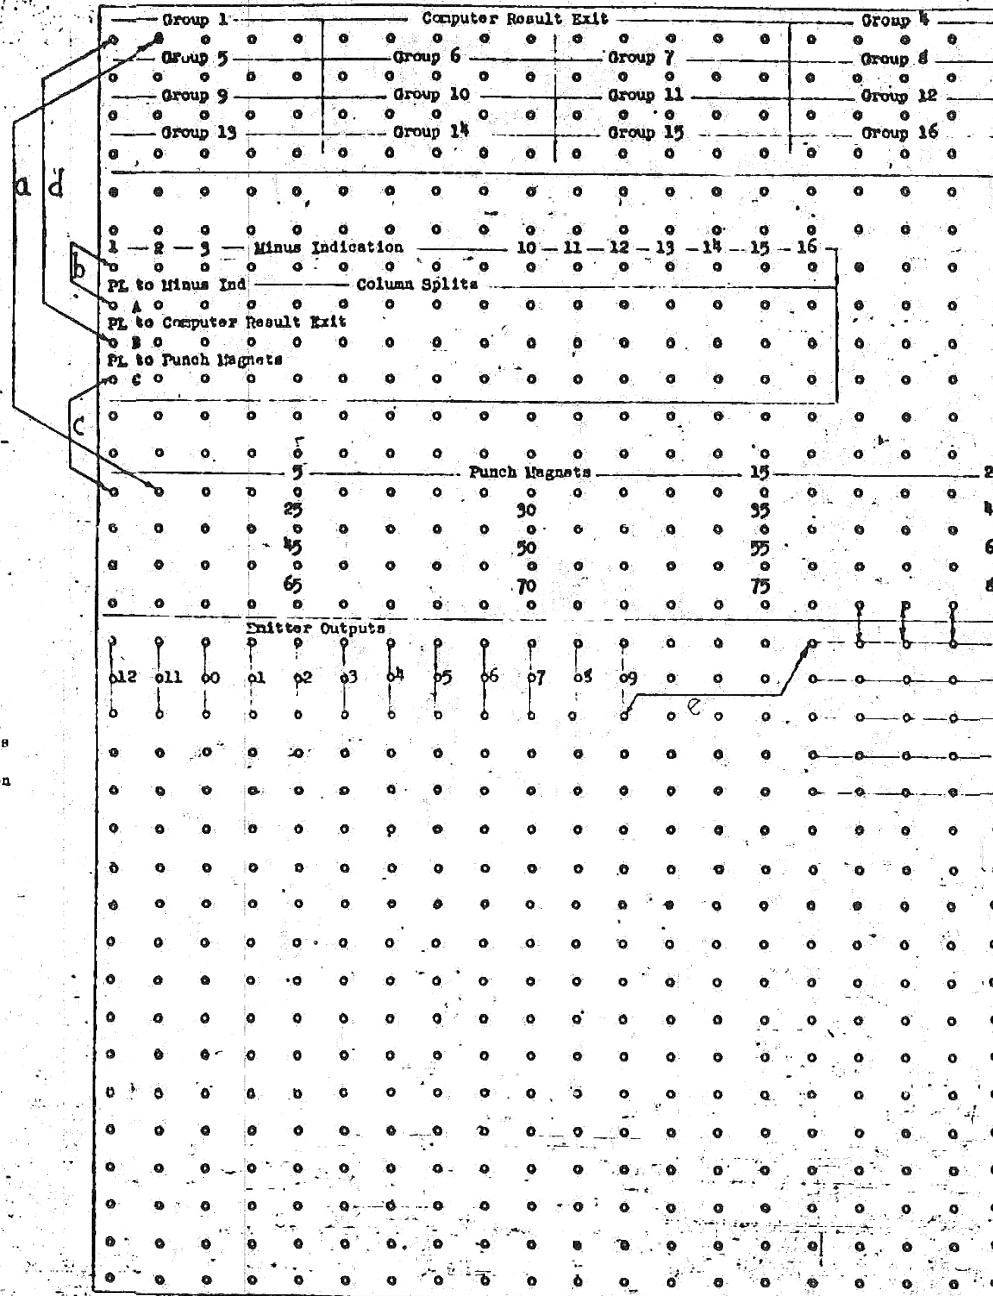 Group 1 Computer Result Exit Group 4
Group 5 Group 6 Group 7 Group 8
Group 9 Group 10 Group 11 Group 12
Group 13 Group 14 Group 15 Group 16
a d
1 2 3 Minus Indication 10 11 12 13 14 15 16
b
PL to Minus Ind Column Splits
A
PL to Computer Result Exit
B
PL to Punch Magnets
C
c
5 Punch Magnets 15 2
25 30 35 4
45 50 55 6
65 70 75 8
Emitter Outputs
12 11 0 1 2 3 4 5 6 7 8 9
e
s
n